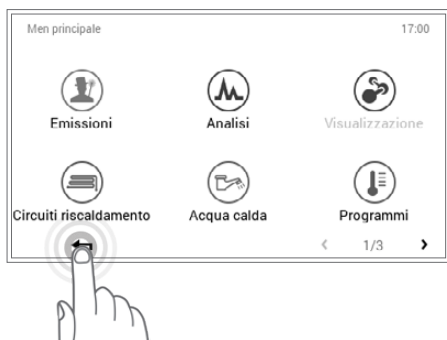 Men principale 17:00
Emissioni Analisi Visualizzazione
Circuiti riscaldamento Acqua calda Programmi
1/3